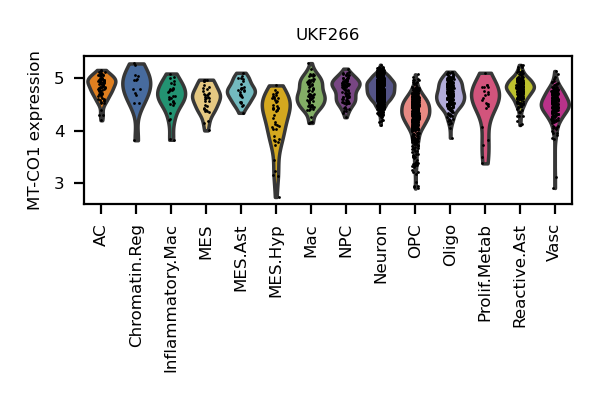 UKF266
MT-CO1 expression
5
4
3
AC
Chromatin.Reg
Inflammatory.Mac
MES
MES.Ast
MES.Hyp
Mac
NPC
Neuron
OPC
Oligo
Prolif.Metab
Reactive.Ast
Vasc